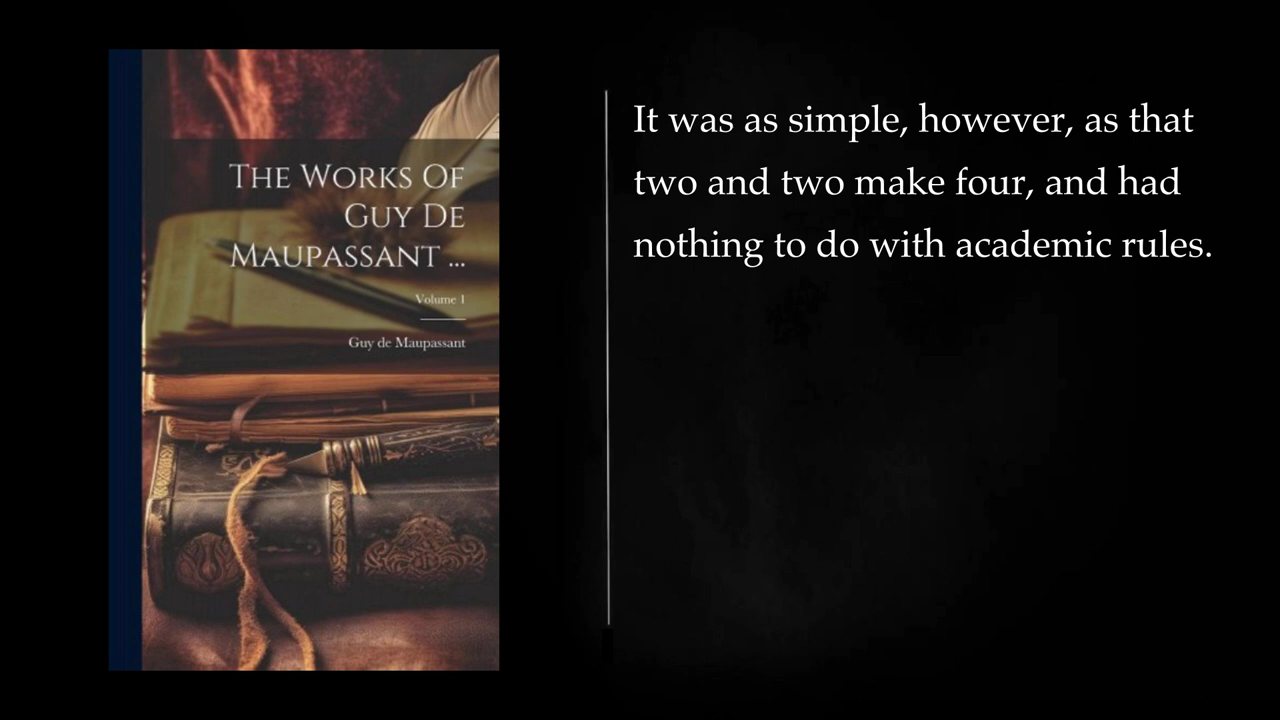 The Works Of
Guy De
Maupassant ...
Volume 1
Guy de Maupassant
It was as simple, however, as that
two and two make four, and had
nothing to do with academic rules.